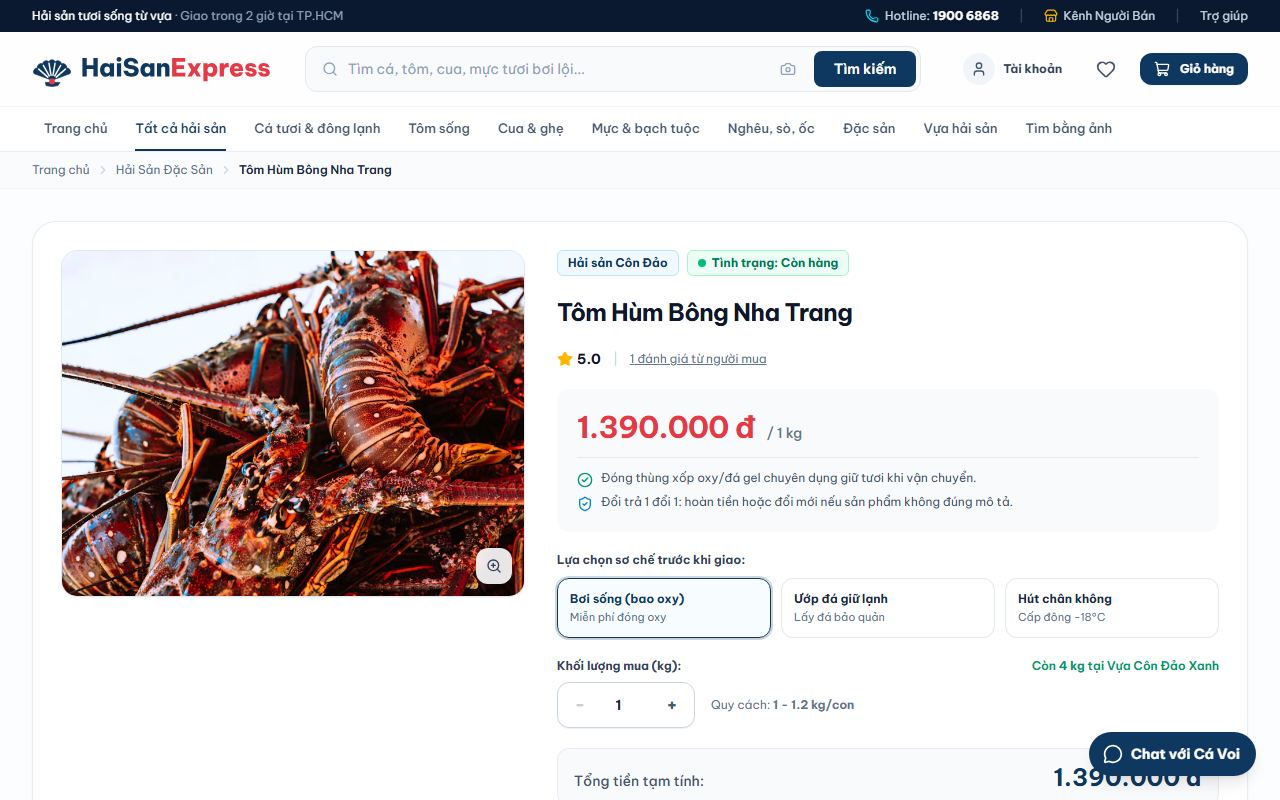 Hải sản tươi sống từ vựa · Giao trong 2 giờ tại TP.HCM
Hotline: 1900 6868
Kênh Người Bán
Trợ giúp
HaiSanExpress
Tìm cá, tôm, cua, mực tươi bơi lội...
Tìm kiếm
Tài khoản
Giỏ hàng
Trang chủ
Tất cả hải sản
Cá tươi & đông lạnh
Tôm sống
Cua & ghẹ
Mực & bạch tuộc
Nghêu, sò, ốc
Đặc sản
Vựa hải sản
Tìm bằng ảnh
Trang chủ > Hải Sản Đặc Sản > Tôm Hùm Bông Nha Trang
Hải sản Côn Đảo
Tình trạng: Còn hàng
Tôm Hùm Bông Nha Trang
5.0
1 đánh giá từ người mua
1.390.000 đ / 1 kg
Đóng thùng xốp oxy/đá gel chuyên dụng giữ tươi khi vận chuyển.
Đổi trả 1 đổi 1: hoàn tiền hoặc đổi mới nếu sản phẩm không đúng mô tả.
Lựa chọn sơ chế trước khi giao:
Bơi sống (bao oxy)
Miễn phí đóng oxy
Ướp đá giữ lạnh
Lấy đá bảo quản
Hút chân không
Cấp đông -18°C
Khối lượng mua (kg):
Còn 4 kg tại Vựa Côn Đảo Xanh
− 1 +
Quy cách: 1 - 1.2 kg/con
Chat với Cá Voi
Tổng tiền tạm tính:
1.390.000 đ